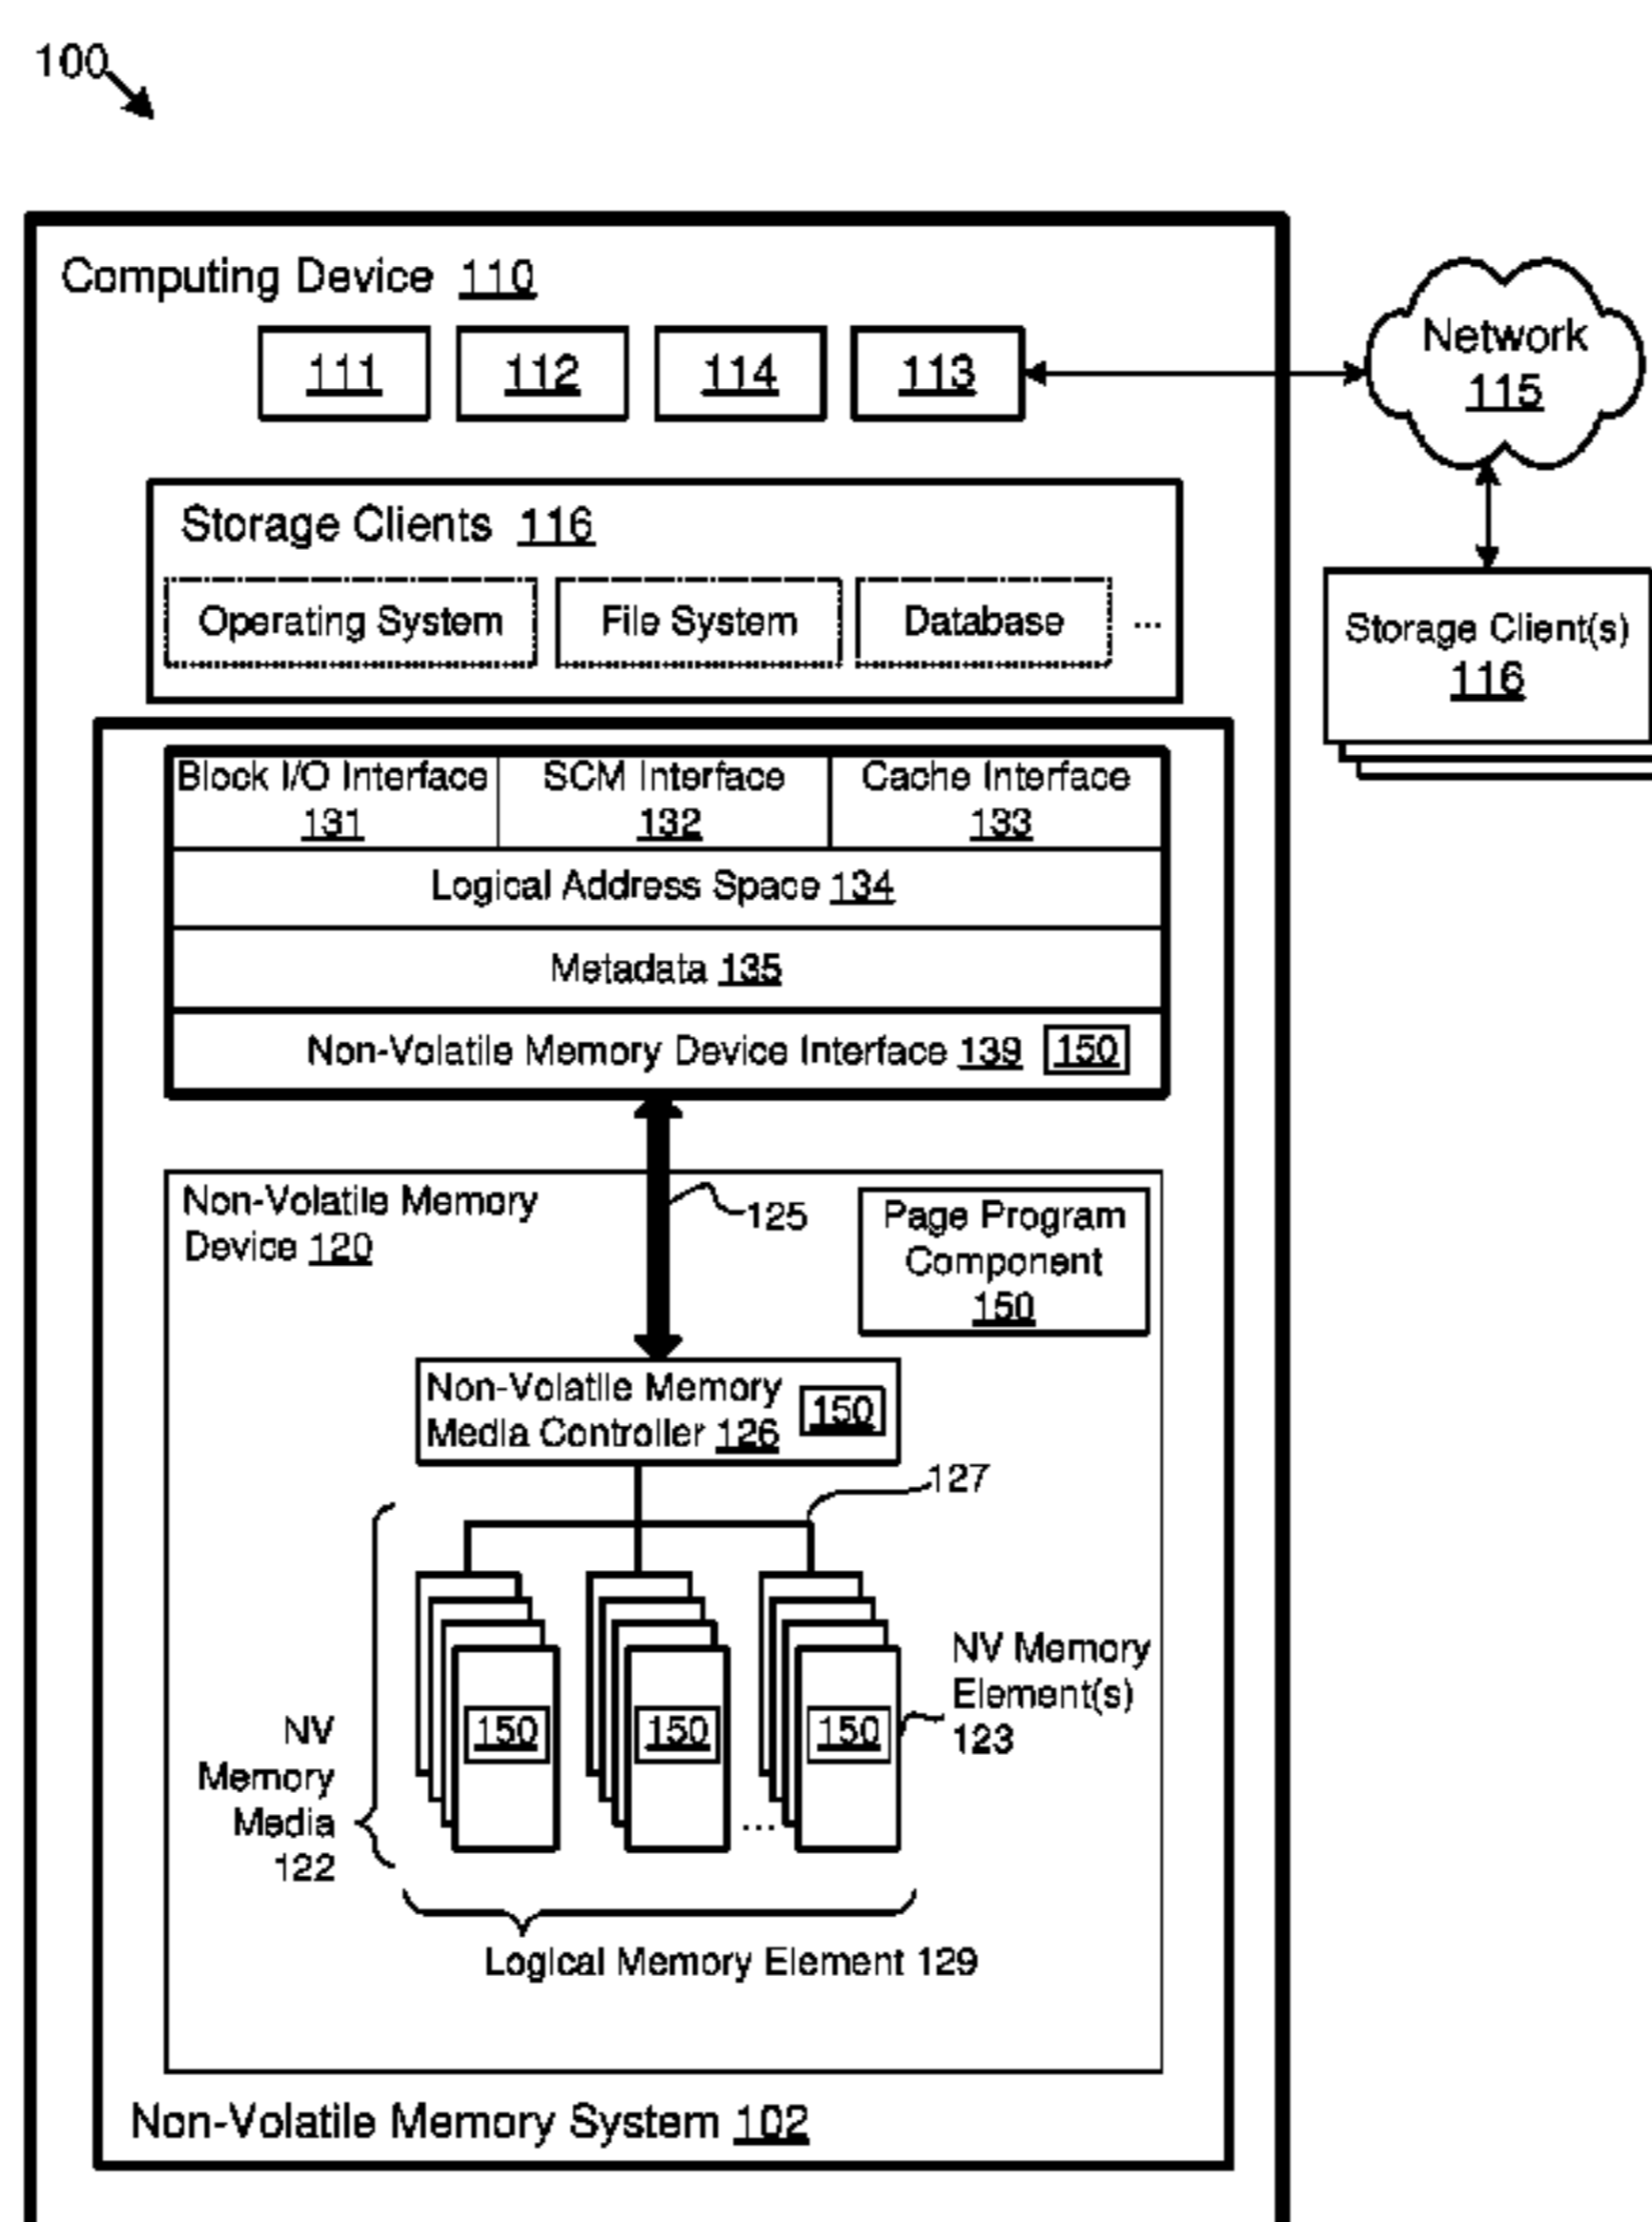 100
Computing Device 110
111 112 114 113
Network
115
Storage Clients 116
Operating System File System Database ...
Storage Client(s)
116
Block I/O Interface
131
SCM Interface
132
Cache Interface
133
Logical Address Space 134
Metadata 135
Non-Volatile Memory Device Interface 139 150
Non-Volatile Memory
Device 120
125
Page Program
Component
150
Non-Volatile Memory
Media Controller 126
150
127
NV Memory
Element(s)
123
150 150 ... 150
NV
Memory
Media
122
Logical Memory Element 129
Non-Volatile Memory System 102